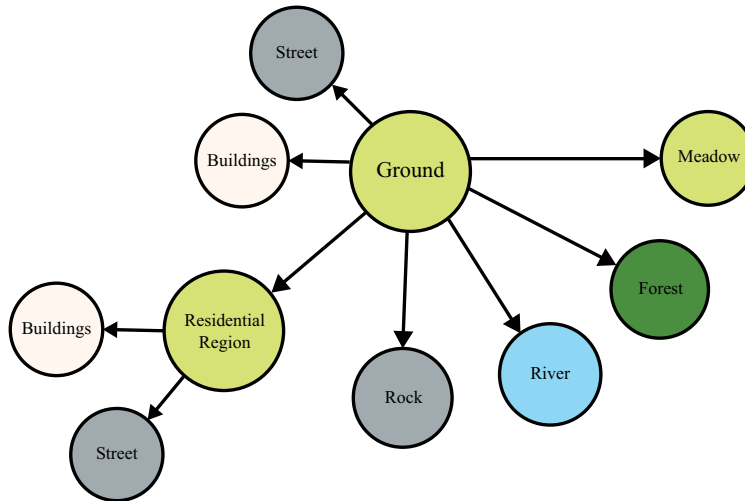 Street
Buildings
Ground
Meadow
Forest
Buildings
Residential
Region
River
Rock
Street